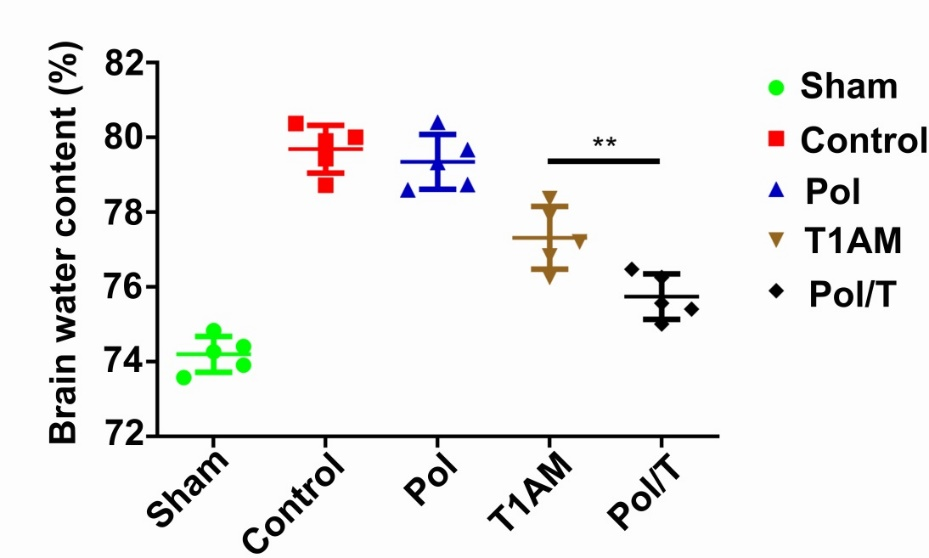 Brain water content (%)
82
80
78
76
74
72
**
Sham
Control
Pol
T1AM
Pol/T
Sham
Control
Pol
T1AM
Pol/T